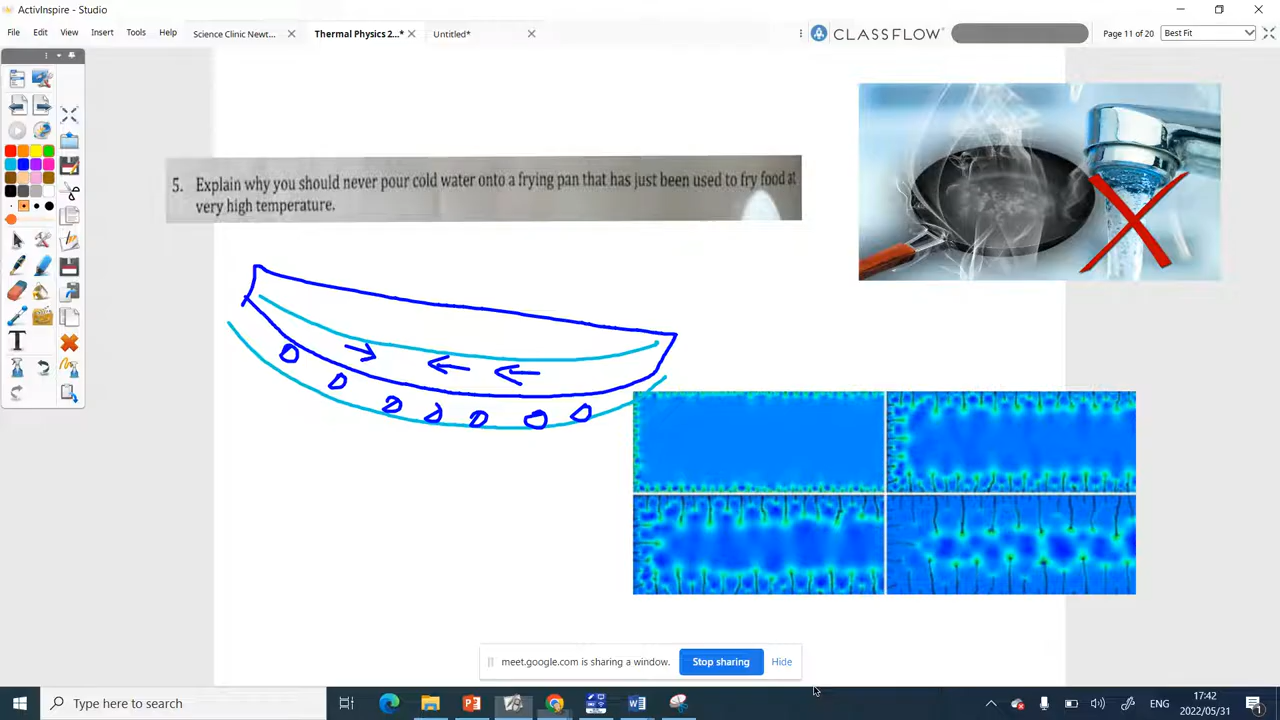 ActivInspire - Studio
File Edit View Insert Tools Help
Science Clinic Newt...
Thermal Physics 2...*
Untitled*
CLASSFLOW
Page 11 of 20
Best Fit
5. Explain why you should never pour cold water onto a frying pan that has just been used to fry food at
very high temperature.
T
meet.google.com is sharing a window.
Stop sharing
Hide
Type here to search
17:42
2022/05/31